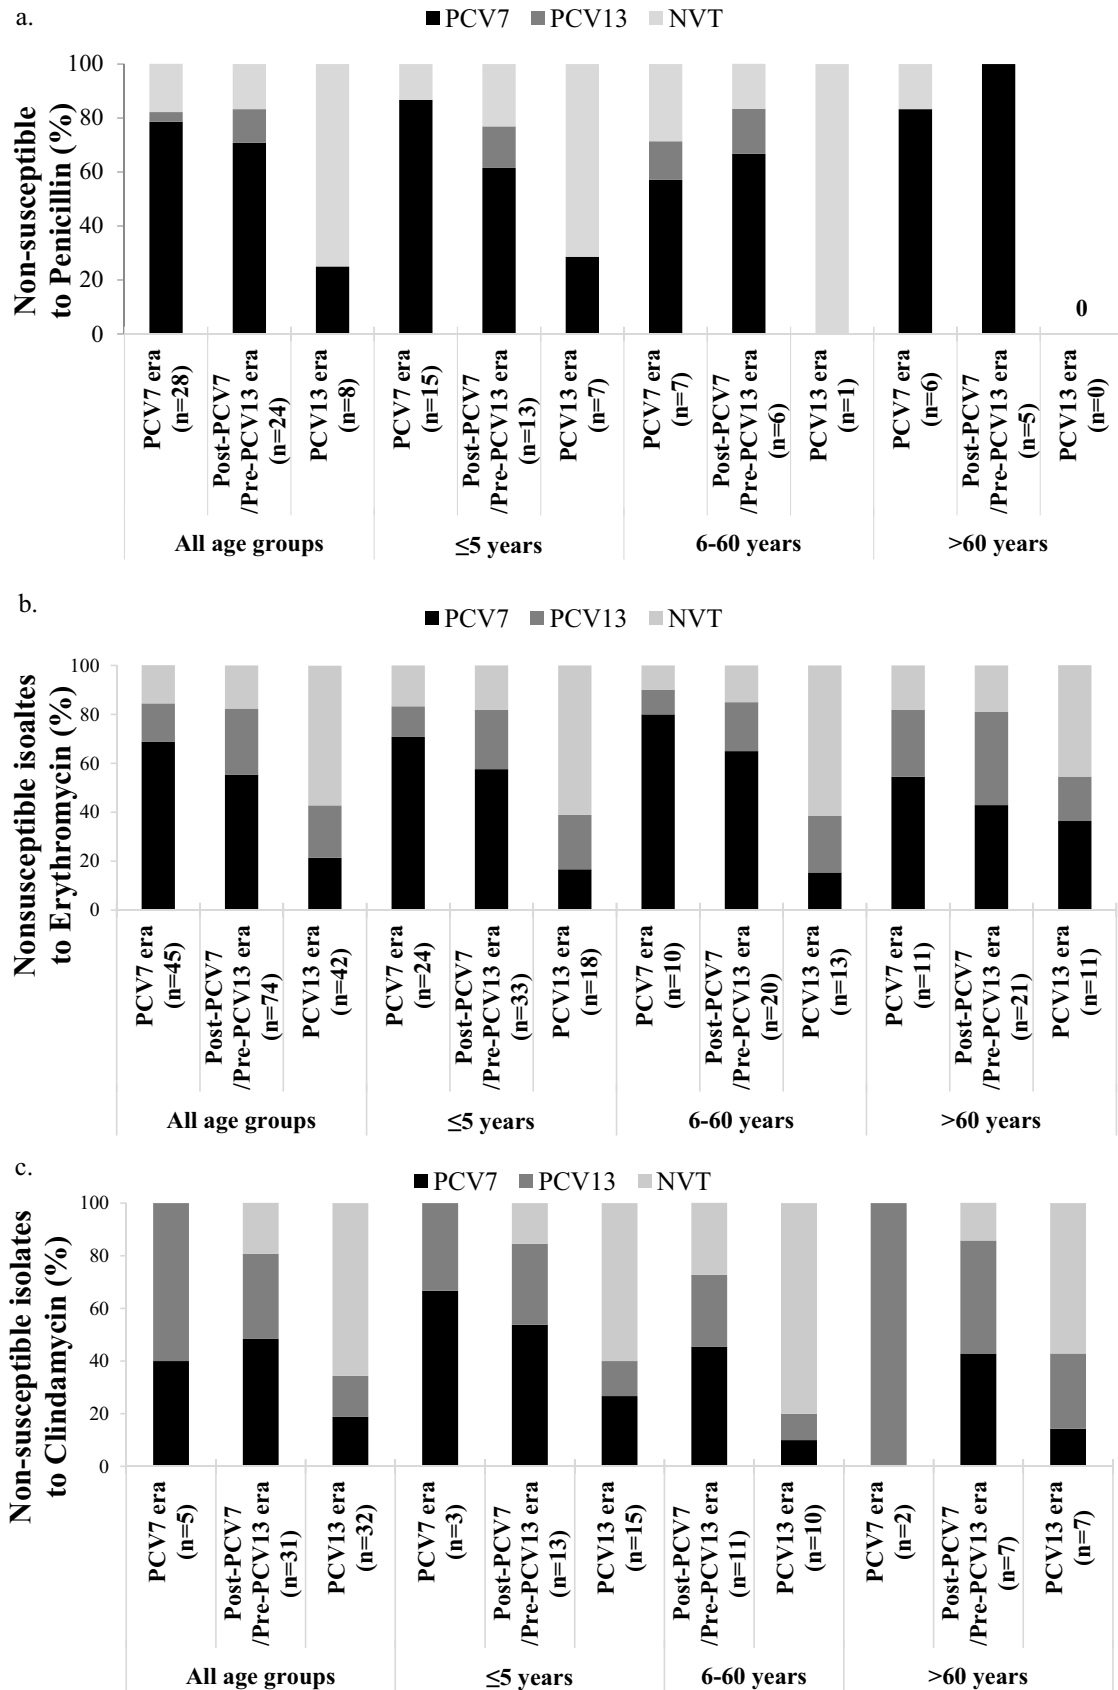 a.
PCV7 PCV13 NVT
Non-susceptible
to Penicillin (%)
100
80
60
40
20
0
0
PCV7 era
(n=28)
Post-PCV7
/Pre-PCV13 era
(n=24)
PCV13 era
(n=8)
PCV7 era
(n=15)
Post-PCV7
/Pre-PCV13 era
(n=13)
PCV13 era
(n=7)
PCV7 era
(n=7)
Post-PCV7
/Pre-PCV13 era
(n=6)
PCV13 era
(n=1)
PCV7 era
(n=6)
Post-PCV7
/Pre-PCV13 era
(n=5)
PCV13 era
(n=0)
All age groups ≤5 years 6-60 years >60 years
b.
PCV7 PCV13 NVT
Nonsusceptible isoaltes
to Erythromycin (%)
100
80
60
40
20
0
PCV7 era
(n=45)
Post-PCV7
/Pre-PCV13 era
(n=74)
PCV13 era
(n=42)
PCV7 era
(n=24)
Post-PCV7
/Pre-PCV13 era
(n=33)
PCV13 era
(n=18)
PCV7 era
(n=10)
Post-PCV7
/Pre-PCV13 era
(n=20)
PCV13 era
(n=13)
PCV7 era
(n=11)
Post-PCV7
/Pre-PCV13 era
(n=21)
PCV13 era
(n=11)
All age groups ≤5 years 6-60 years >60 years
c.
PCV7 PCV13 NVT
Non-susceptible isolates
to Clindamycin (%)
100
80
60
40
20
0
PCV7 era
(n=5)
Post-PCV7
/Pre-PCV13 era
(n=31)
PCV13 era
(n=32)
PCV7 era
(n=3)
Post-PCV7
/Pre-PCV13 era
(n=13)
PCV13 era
(n=15)
Post-PCV7
/Pre-PCV13 era
(n=11)
PCV13 era
(n=10)
PCV7 era
(n=2)
Post-PCV7
/Pre-PCV13 era
(n=7)
PCV13 era
(n=7)
All age groups ≤5 years 6-60 years >60 years